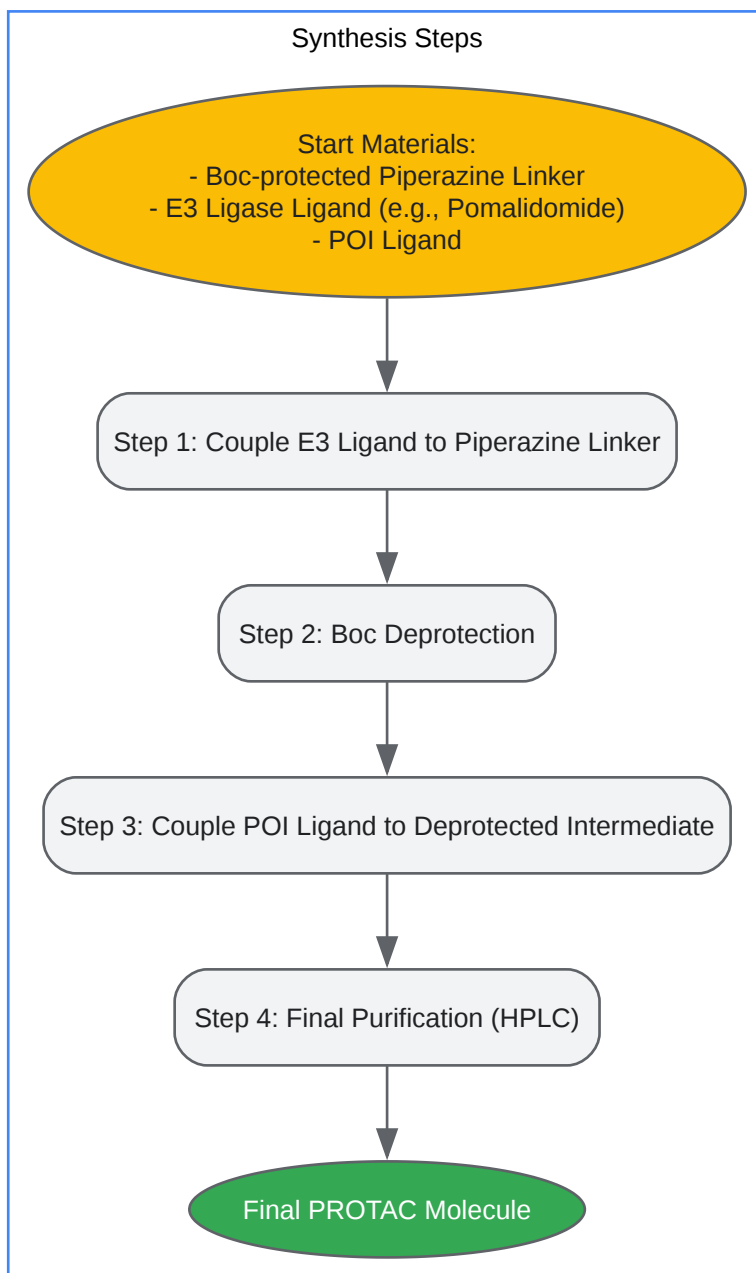 Synthesis Steps
Start Materials:
- Boc-protected Piperazine Linker
- E3 Ligase Ligand (e.g., Pomalidomide)
- POI Ligand
Step 1: Couple E3 Ligand to Piperazine Linker
Step 2: Boc Deprotection
Step 3: Couple POI Ligand to Deprotected Intermediate
Step 4: Final Purification (HPLC)
Final PROTAC Molecule